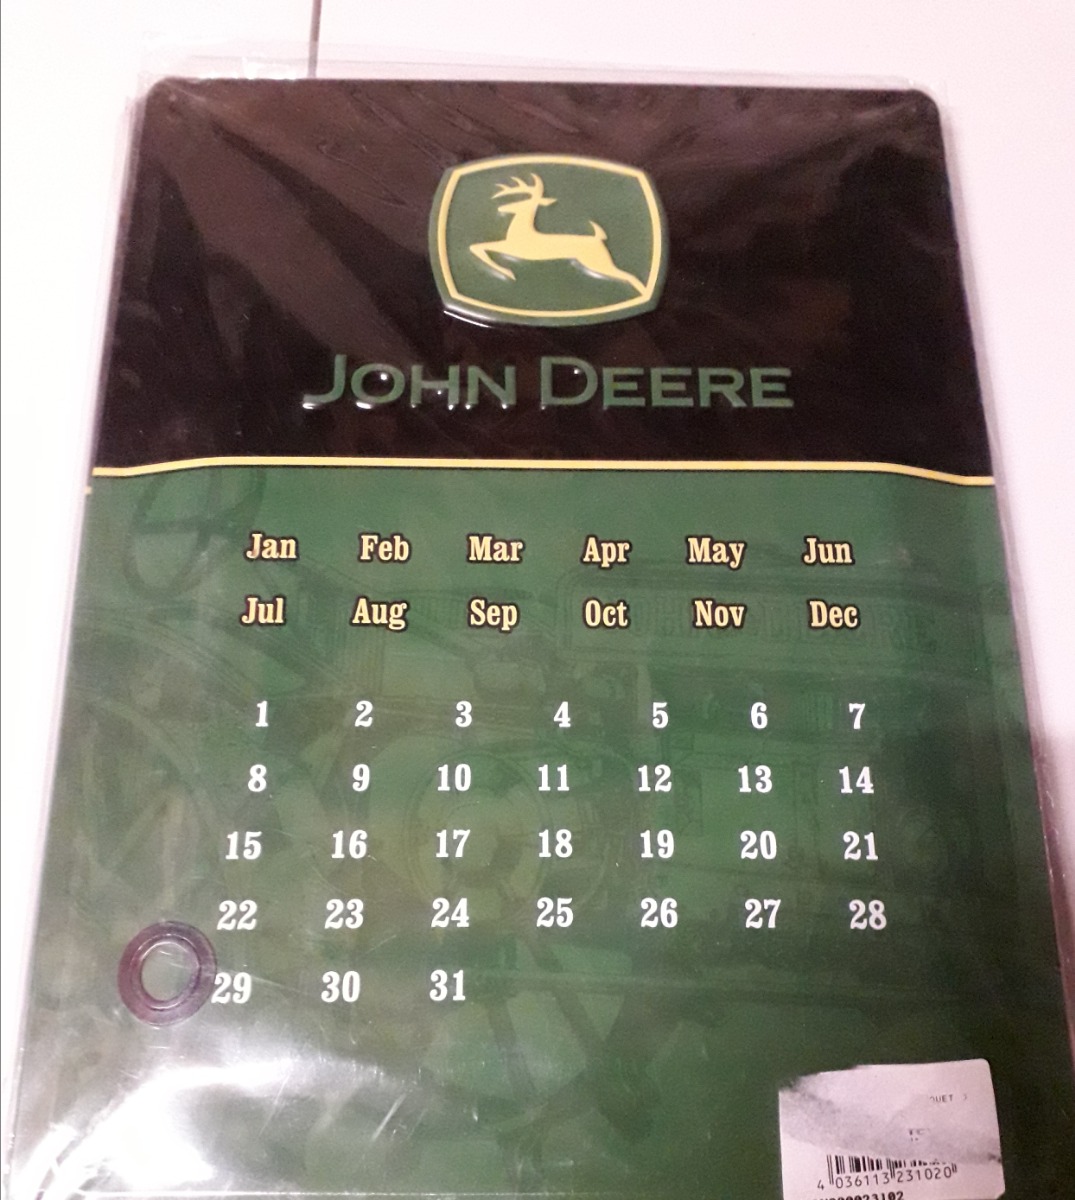 JOHN DEERE
Jan Feb Mar Apr May Jun
Jul Aug Sep Oct Nov Dec
1 2 3 4 5 6 7
8 9 10 11 12 13 14
15 16 17 18 19 20 21
22 23 24 25 26 27 28
29 30 31
4 036113 231020